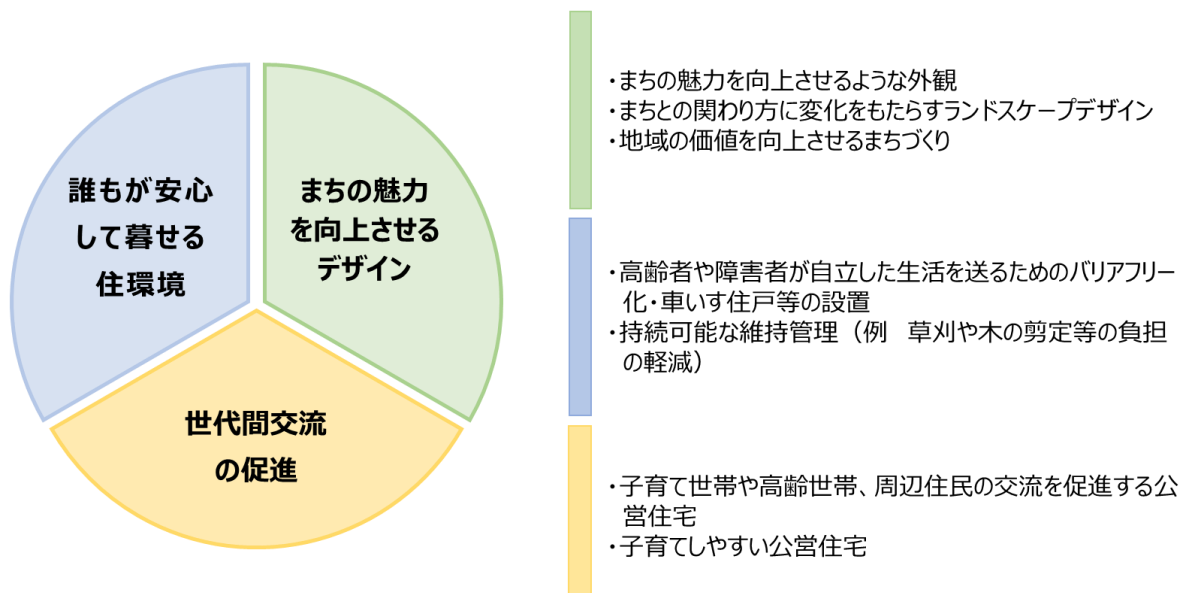 誰もが安心
して暮せる
住環境
まちの魅力
を向上させる
デザイン
世代間交流
の促進
・まちの魅力を向上させるような外観
・まちとの関わり方に変化をもたらすランドスケープデザイン
・地域の価値を向上させるまちづくり
・高齢者や障害者が自立した生活を送るためのバリアフリー
化・車いす住戸等の設置
・持続可能な維持管理（例　草刈や木の剪定等の負担
の軽減）
・子育て世帯や高齢世帯、周辺住民の交流を促進する公
営住宅
・子育てしやすい公営住宅